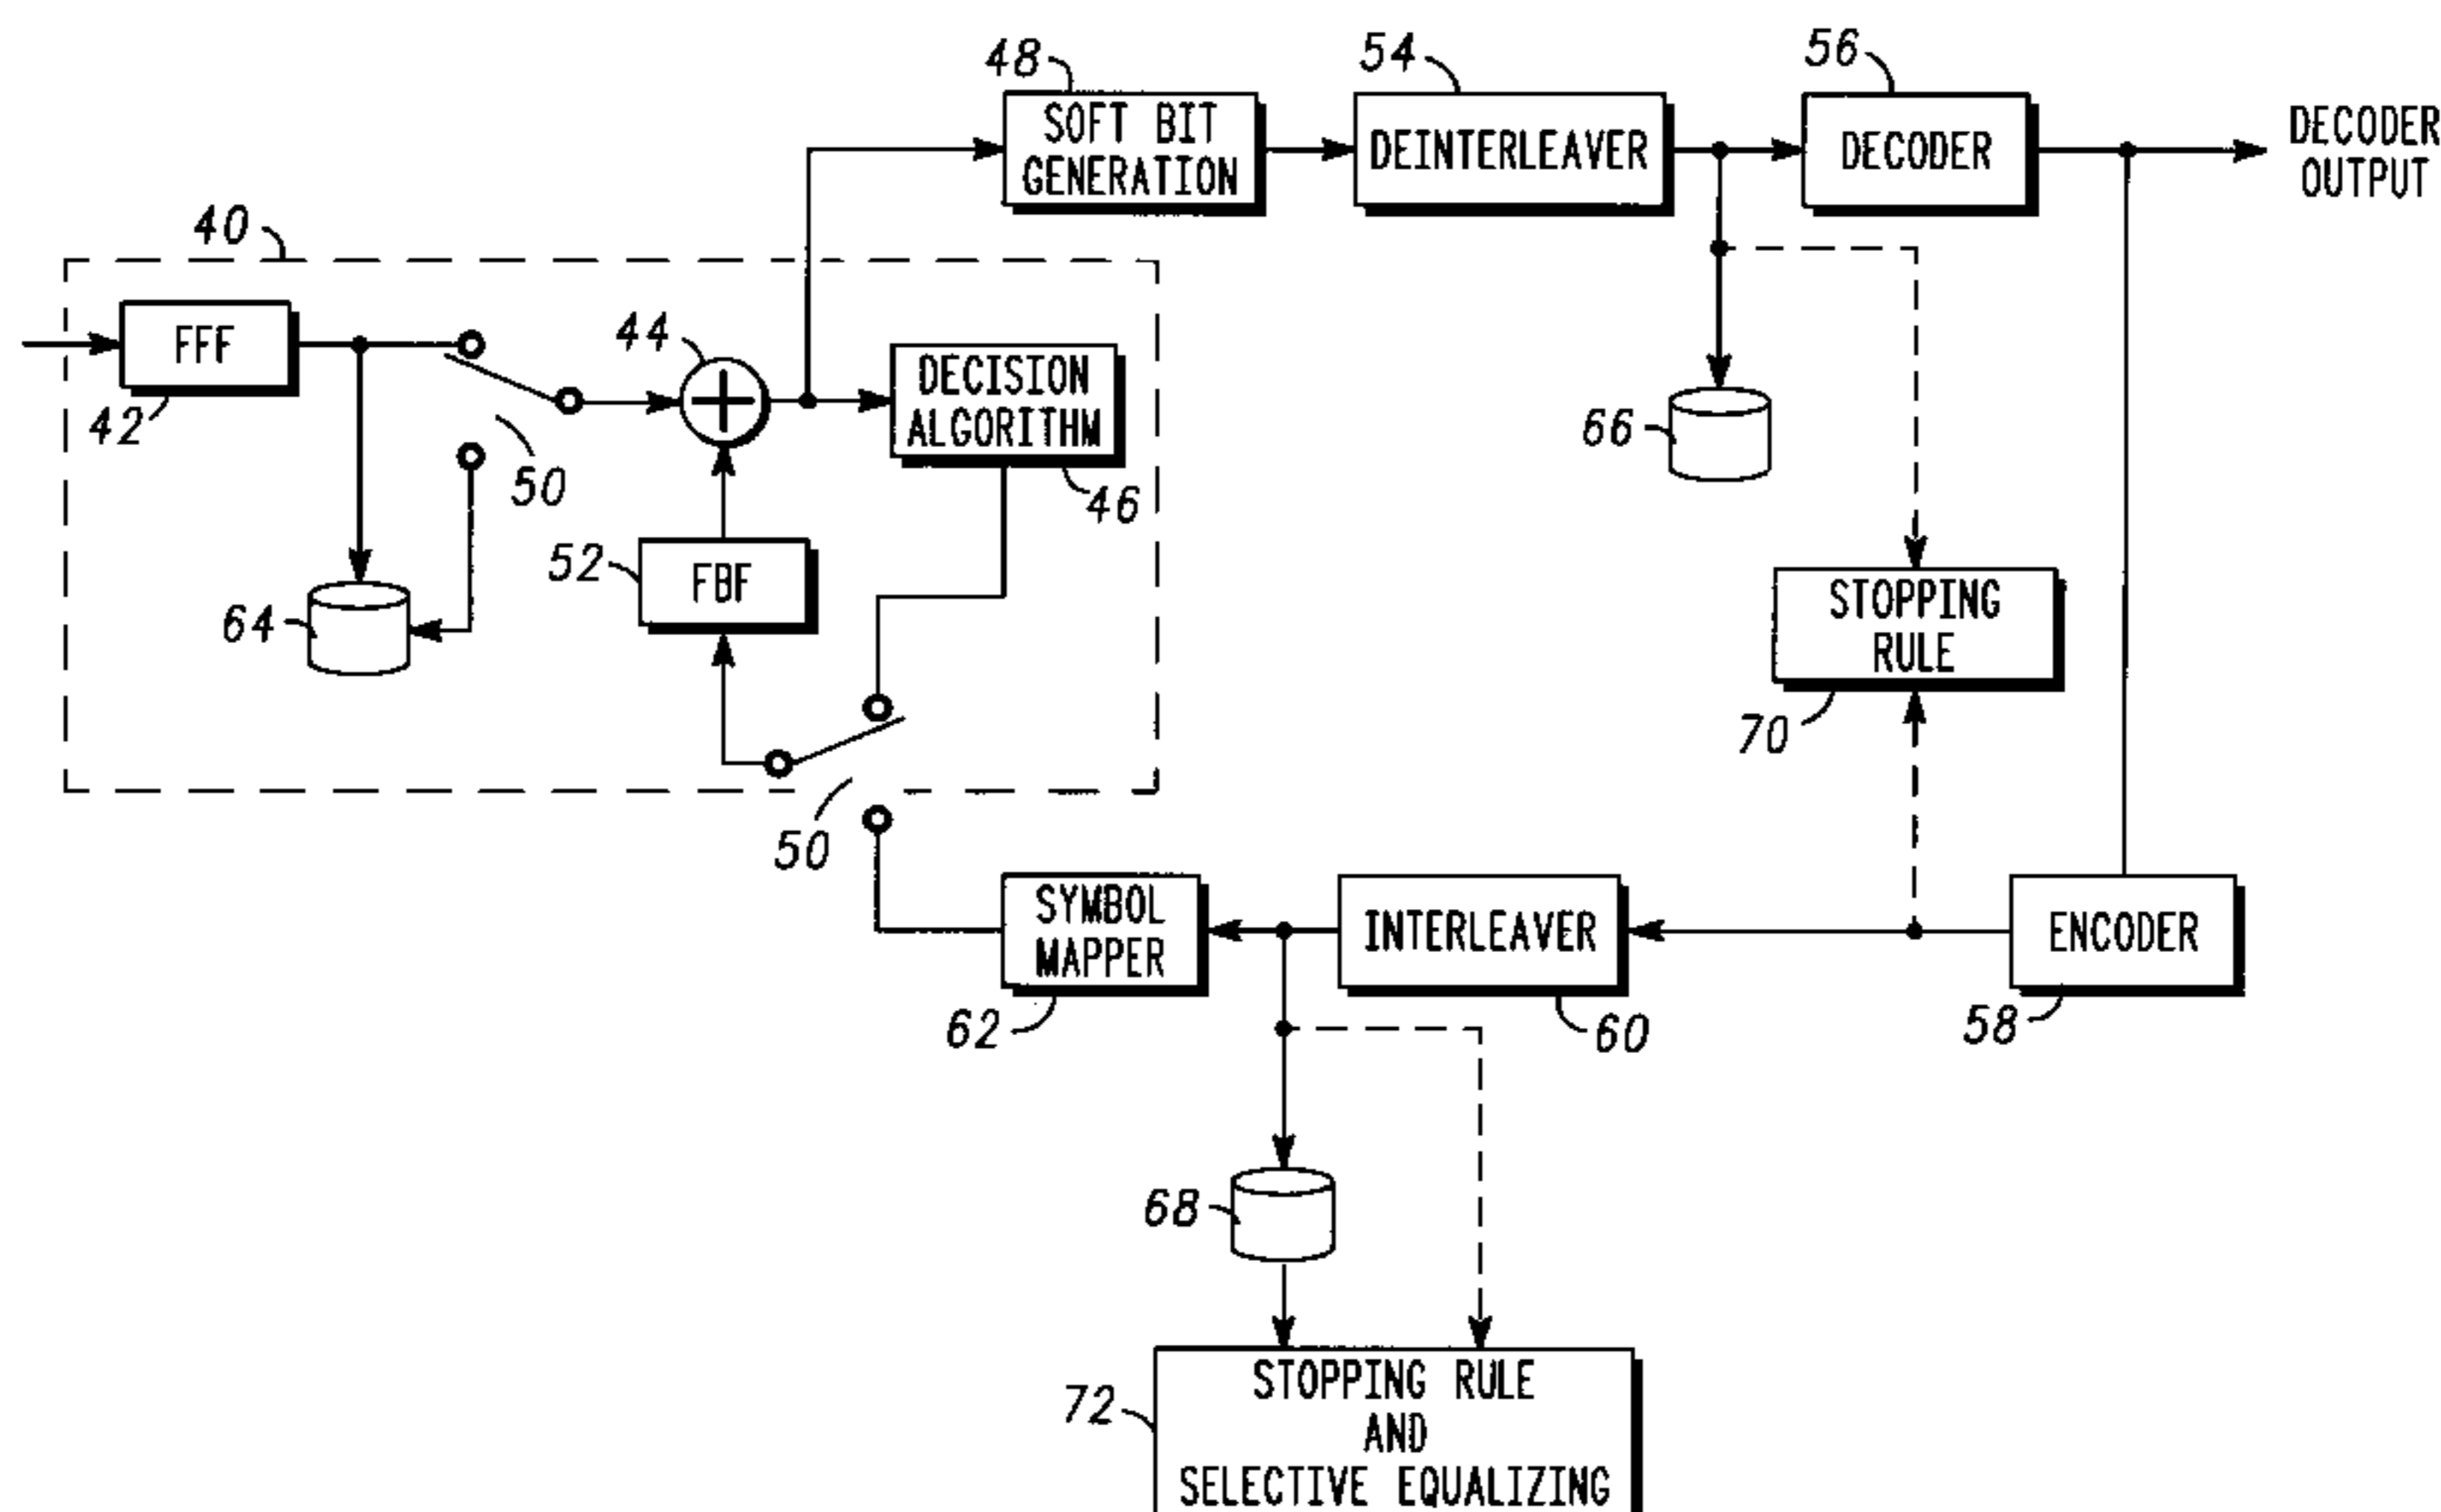 48
SOFT BIT
GENERATION
54
DEINTERLEAVER
56
DECODER
DECODER
OUTPUT
40
FFF
42
50
44
DECISION
ALGORITHM
46
66
64
52
FBF
STOPPING
RULE
70
50
SYMBOL
MAPPER
62
INTERLEAVER
60
ENCODER
58
68
72
STOPPING RULE
AND
SELECTIVE EQUALIZING